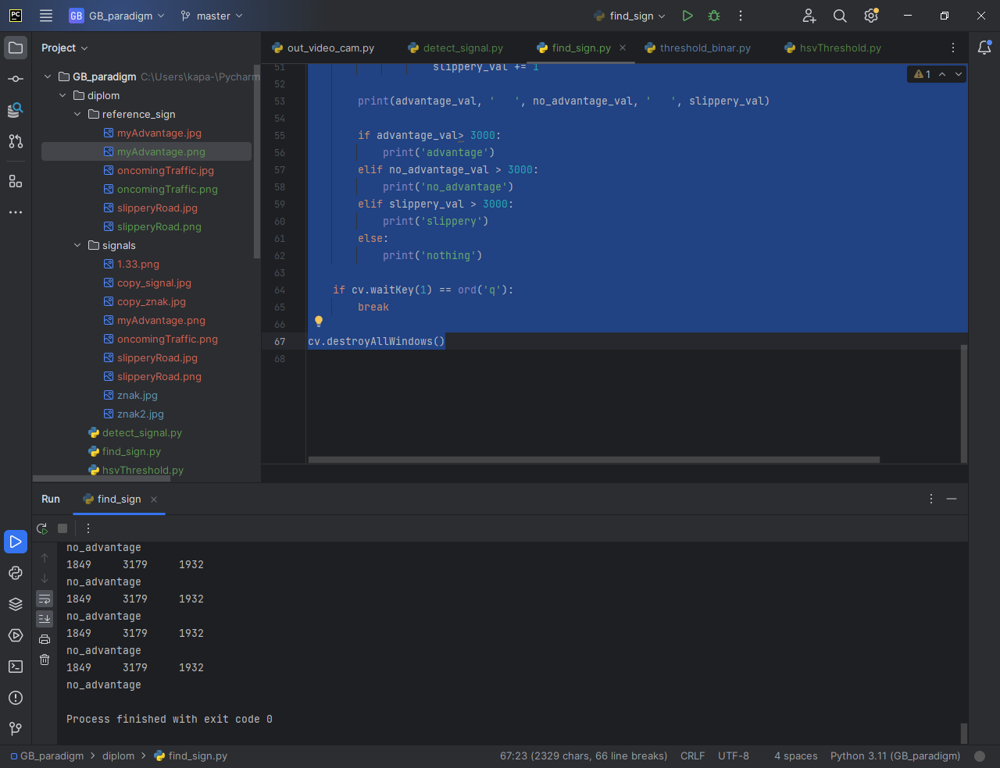 PC
GB GB_paradigm master find_sign
Project
out_video_cam.py detect_signal.py find_sign.py threshold_binar.py hsvThreshold.py
GB_paradigm C:\Users\kapa-\Pycharm
diplom
reference_sign
myAdvantage.jpg
myAdvantage.png
oncomingTraffic.jpg
oncomingTraffic.png
slipperyRoad.jpg
slipperyRoad.png
signals
1.33.png
copy_signal.jpg
copy_znak.jpg
myAdvantage.png
oncomingTraffic.png
slipperyRoad.jpg
slipperyRoad.png
znak.jpg
znak2.jpg
detect_signal.py
find_sign.py
hsvThreshold.py
1
51 slippery_val += 1
52
53 print(advantage_val, '   ', no_advantage_val, '   ', slippery_val)
54
55 if advantage_val> 3000:
56 print('advantage')
57 elif no_advantage_val > 3000:
58 print('no_advantage')
59 elif slippery_val > 3000:
60 print('slippery')
61 else:
62 print('nothing')
63
64 if cv.waitKey(1) == ord('q'):
65 break
66
67 cv.destroyAllWindows()
68
Run find_sign
no_advantage
1849 3179 1932
no_advantage
1849 3179 1932
no_advantage
1849 3179 1932
no_advantage
1849 3179 1932
no_advantage
Process finished with exit code 0
GB_paradigm > diplom > find_sign.py 67:23 (2329 chars, 66 line breaks) CRLF UTF-8 4 spaces Python 3.11 (GB_paradigm)